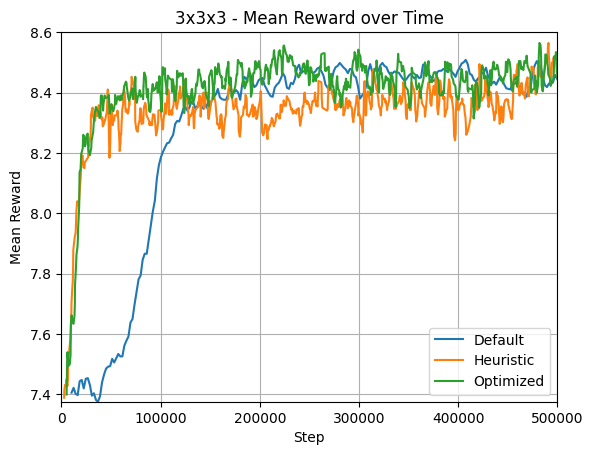 3x3x3 - Mean Reward over Time
Mean Reward
8.6
8.4
8.2
8.0
7.8
7.6
7.4
0
100000
200000
300000
400000
500000
Step
Default
Heuristic
Optimized